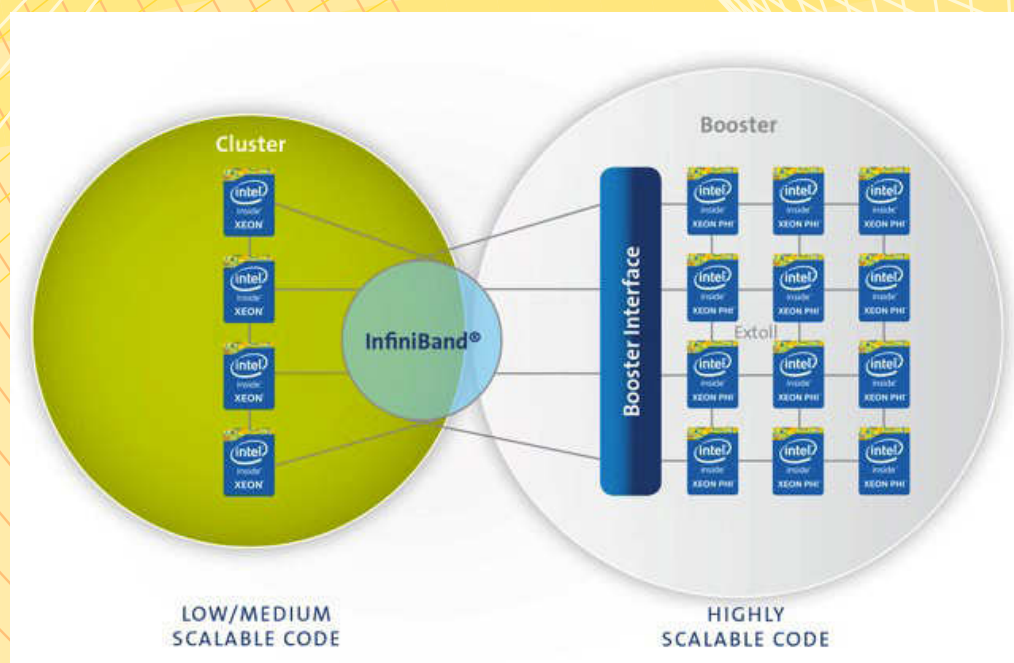 Cluster
intel
inside
XEON
intel
inside
XEON
intel
inside
XEON
intel
inside
XEON
InfiniBand®
Booster
Booster Interface
intel intel intel
inside inside inside
XEON PHI XEON PHI XEON PHI
intel intel intel
inside inside inside
XEON PHI XEON PHI XEON PHI
Extoll
intel intel intel
inside inside inside
XEON PHI XEON PHI XEON PHI
intel intel intel
inside inside inside
XEON PHI XEON PHI XEON PHI
LOW/MEDIUM
SCALABLE CODE
HIGHLY
SCALABLE CODE